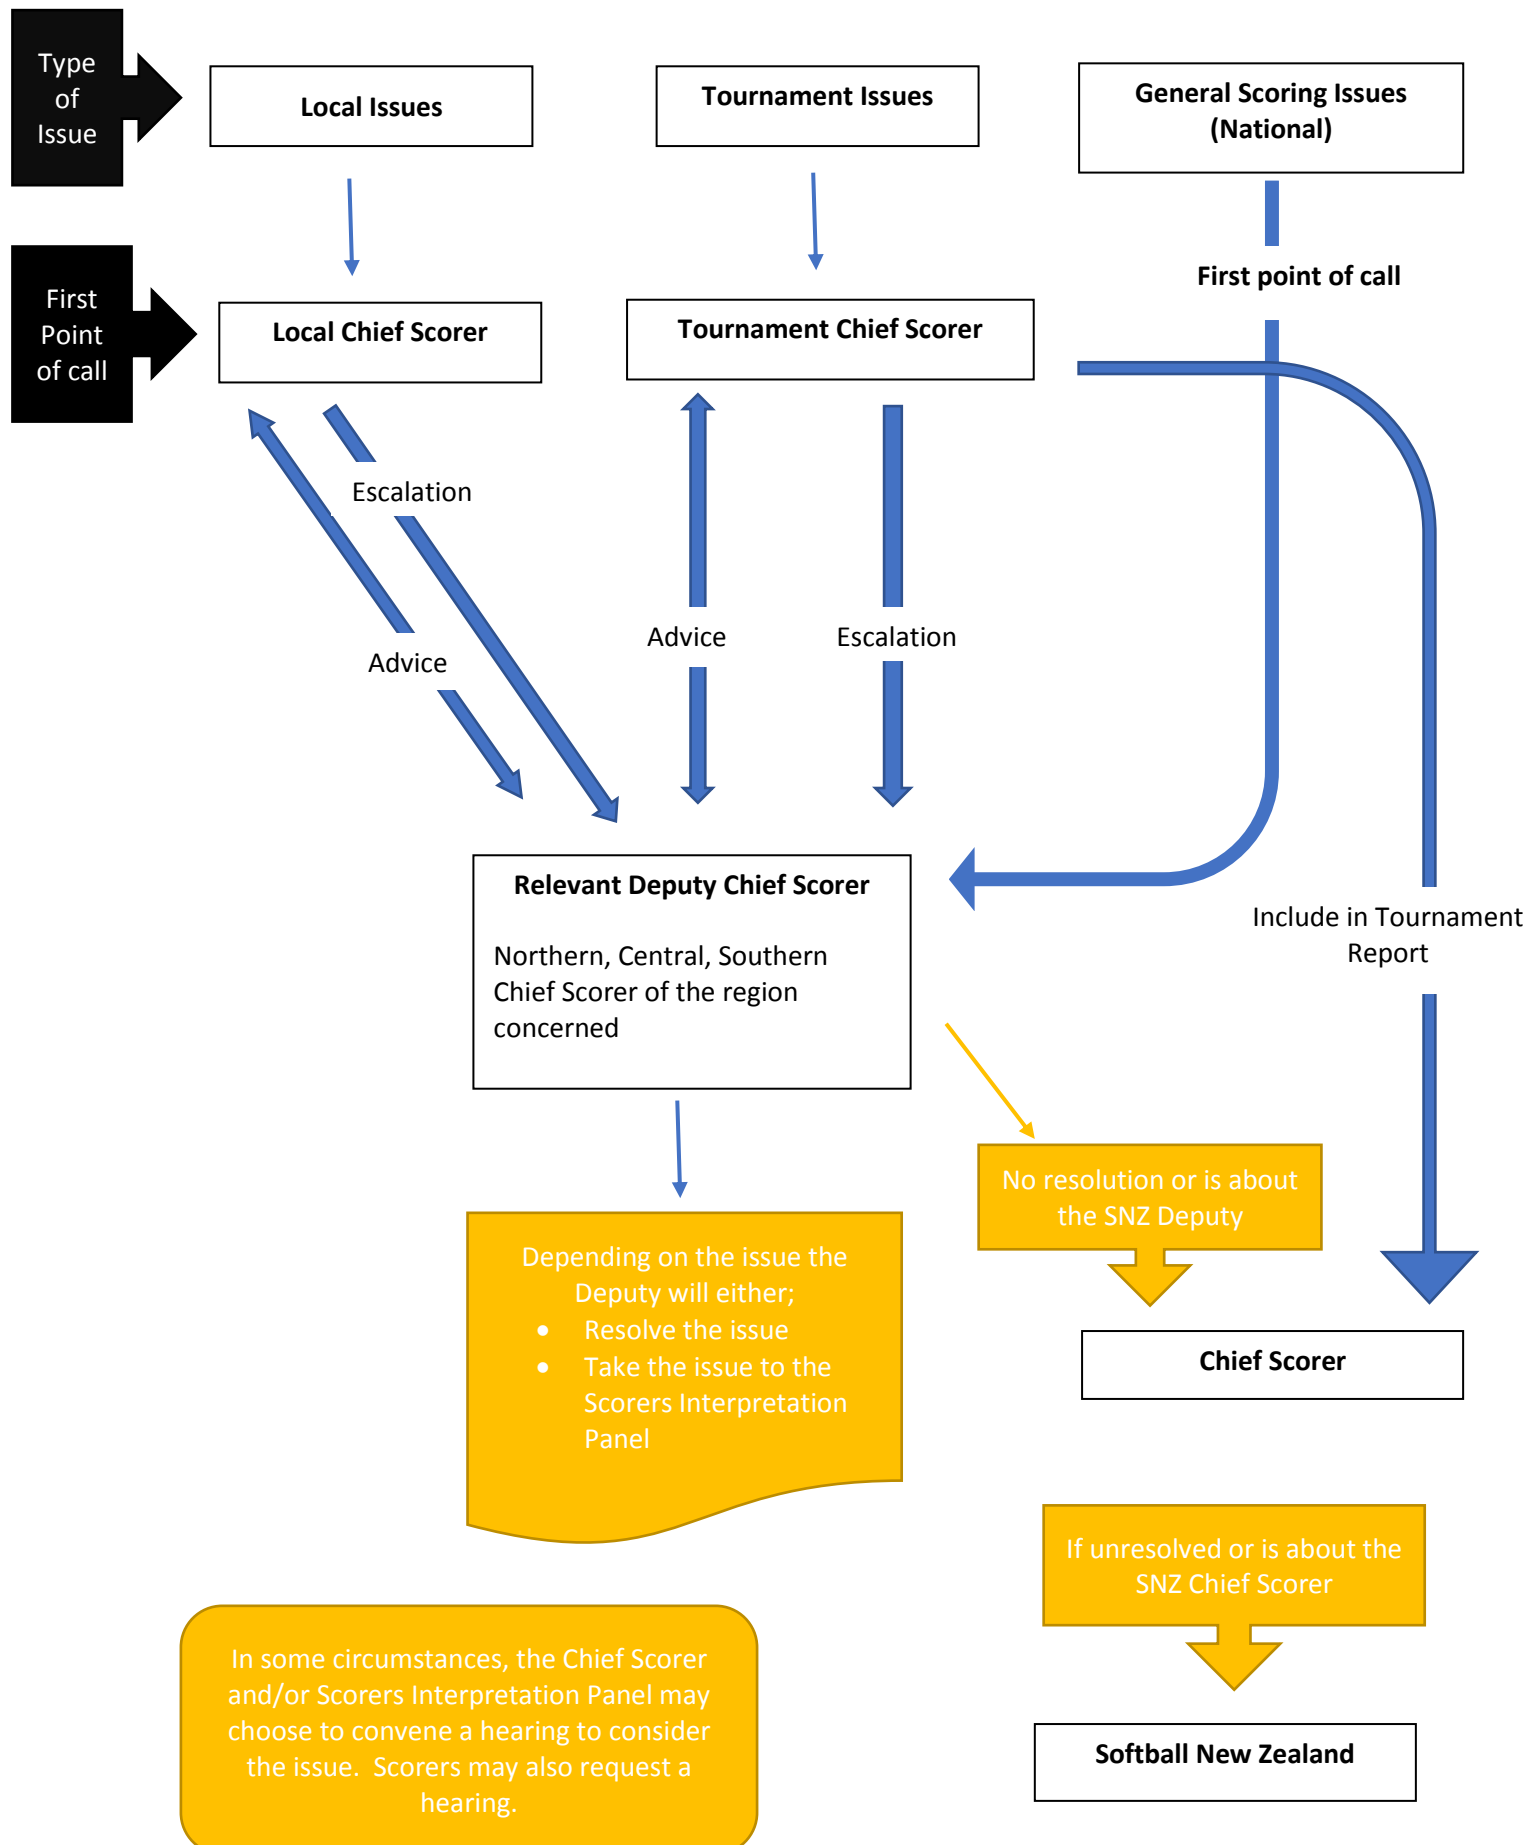 Type
of
Issue
Local Issues
Tournament Issues
General Scoring Issues
(National)
First
Point
of call
Local Chief Scorer
Tournament Chief Scorer
First point of call
Escalation
Advice
Advice
Escalation
Relevant Deputy Chief Scorer
Northern, Central, Southern
Chief Scorer of the region
concerned
Include in Tournament
Report
No resolution or is about
the SNZ Deputy
Depending on the issue the
Deputy will either;
• Resolve the issue
• Take the issue to the
Scorers Interpretation
Panel
Chief Scorer
If unresolved or is about the
SNZ Chief Scorer
In some circumstances, the Chief Scorer
and/or Scorers Interpretation Panel may
choose to convene a hearing to consider
the issue.  Scorers may also request a
hearing.
Softball New Zealand